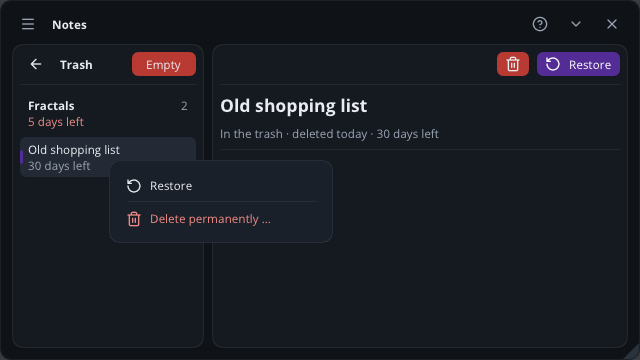 Notes
Trash
Empty
Restore
Fractals 2
5 days left
Old shopping list
30 days left
Old shopping list
In the trash · deleted today · 30 days left
Restore
Delete permanently ...